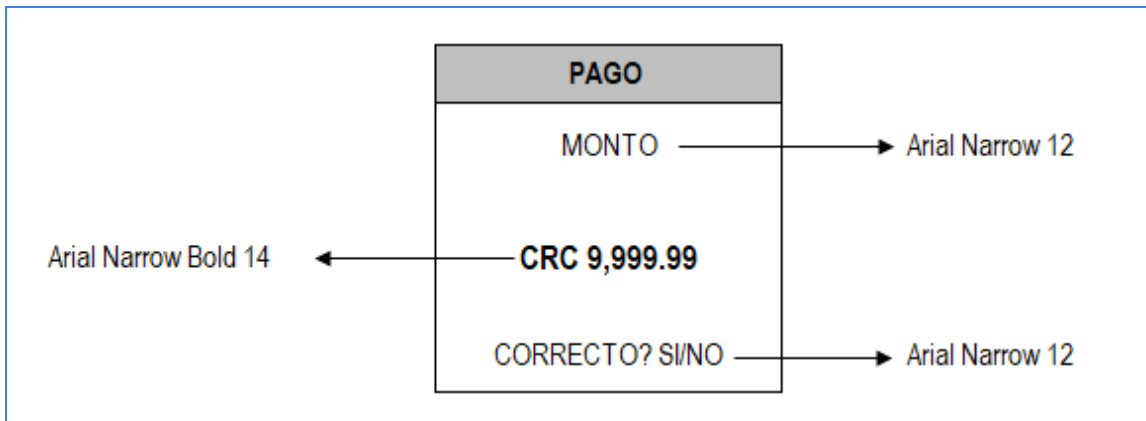 PAGO
MONTO
Arial Narrow 12
Arial Narrow Bold 14
CRC 9,999.99
CORRECTO? SI/NO
Arial Narrow 12